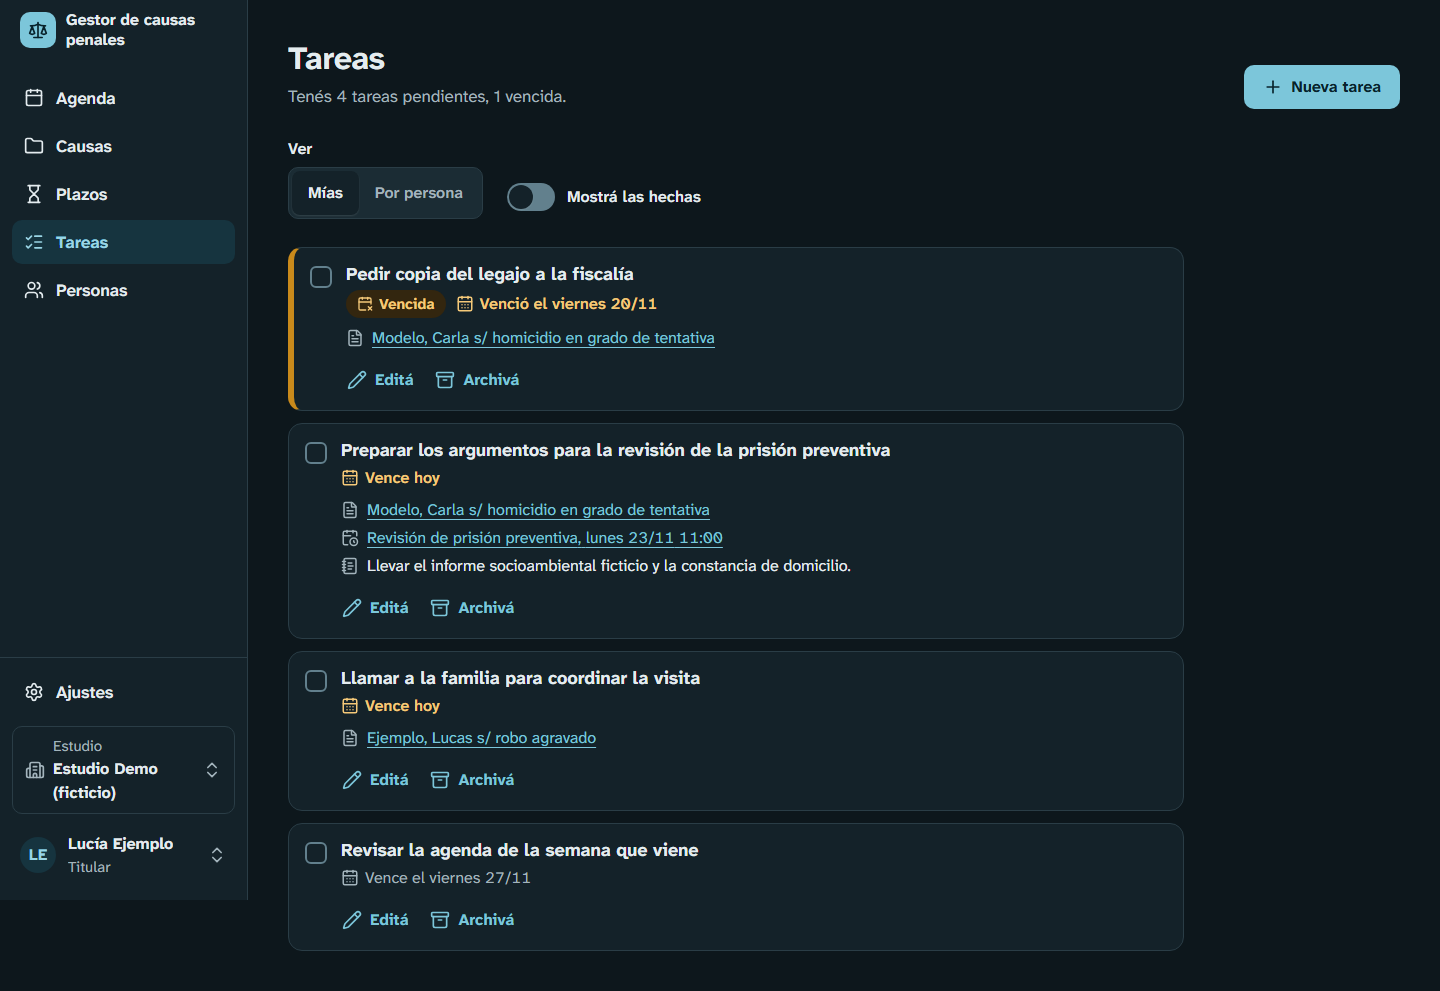 Gestor de causas
penales
Agenda
Causas
Plazos
Tareas
Personas
Ajustes
Estudio
Estudio Demo
(ficticio)
LE
Lucía Ejemplo
Titular
Tareas
Tenés 4 tareas pendientes, 1 vencida.
Nueva tarea
Ver
Mías Por persona
Mostrá las hechas
Pedir copia del legajo a la fiscalía
Vencida Venció el viernes 20/11
Modelo, Carla s/ homicidio en grado de tentativa
Editá Archivá
Preparar los argumentos para la revisión de la prisión preventiva
Vence hoy
Modelo, Carla s/ homicidio en grado de tentativa
Revisión de prisión preventiva, lunes 23/11 11:00
Llevar el informe socioambiental ficticio y la constancia de domicilio.
Editá Archivá
Llamar a la familia para coordinar la visita
Vence hoy
Ejemplo, Lucas s/ robo agravado
Editá Archivá
Revisar la agenda de la semana que viene
Vence el viernes 27/11
Editá Archivá